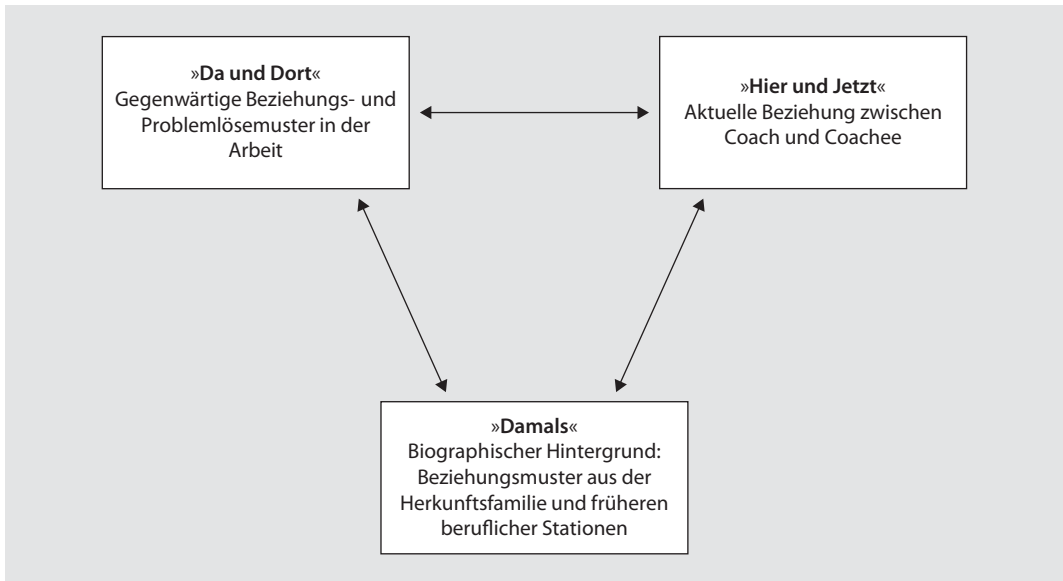 »Da und Dort«
Gegenwärtige Beziehungs- und
Problemlösemuster in der
Arbeit
»Hier und Jetzt«
Aktuelle Beziehung zwischen
Coach und Coachee
»Damals«
Biographischer Hintergrund:
Beziehungsmuster aus der
Herkunftsfamilie und früheren
beruflicher Stationen